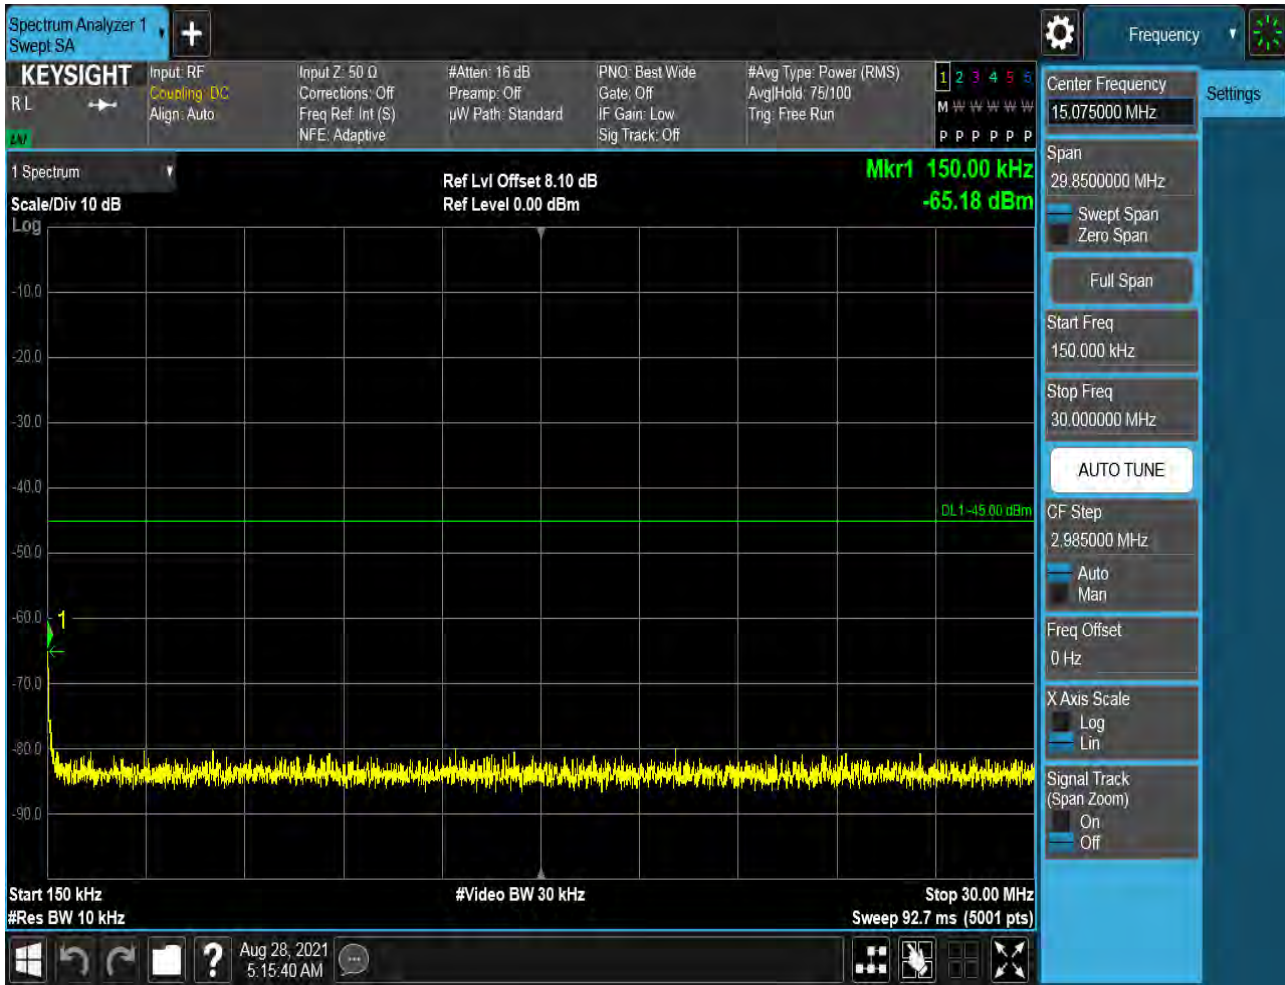 Spectrum Analyzer 1
Swept SA
Frequency
KEYSIGHT
R L
LXI
Input: RF
Coupling: DC
Align: Auto
Input Z: 50 Ω
Corrections: Off
Freq Ref: Int (S)
NFE: Adaptive
#Atten: 16 dB
Preamp: Off
µW Path: Standard
PNO: Best Wide
Gate: Off
IF Gain: Low
Sig Track: Off
#Avg Type: Power (RMS)
Avg|Hold: 75/100
Trig: Free Run
1 2 3 4 5 6
M W W W W W
P P P P P P
1 Spectrum
Scale/Div 10 dB
Log
Ref Lvl Offset 8.10 dB
Ref Level 0.00 dBm
Mkr1 150.00 kHz
-65.18 dBm
-10.0
-20.0
-30.0
-40.0
DL1 -45.00 dBm
-50.0
-60.0
1
-70.0
-80.0
-90.0
Start 150 kHz
#Res BW 10 kHz
#Video BW 30 kHz
Stop 30.00 MHz
Sweep 92.7 ms (5001 pts)
Center Frequency
15.075000 MHz
Settings
Span
29.8500000 MHz
Swept Span
Zero Span
Full Span
Start Freq
150.000 kHz
Stop Freq
30.000000 MHz
AUTO TUNE
CF Step
2.985000 MHz
Auto
Man
Freq Offset
0 Hz
X Axis Scale
Log
Lin
Signal Track
(Span Zoom)
On
Off
?
Aug 28, 2021
5:15:40 AM